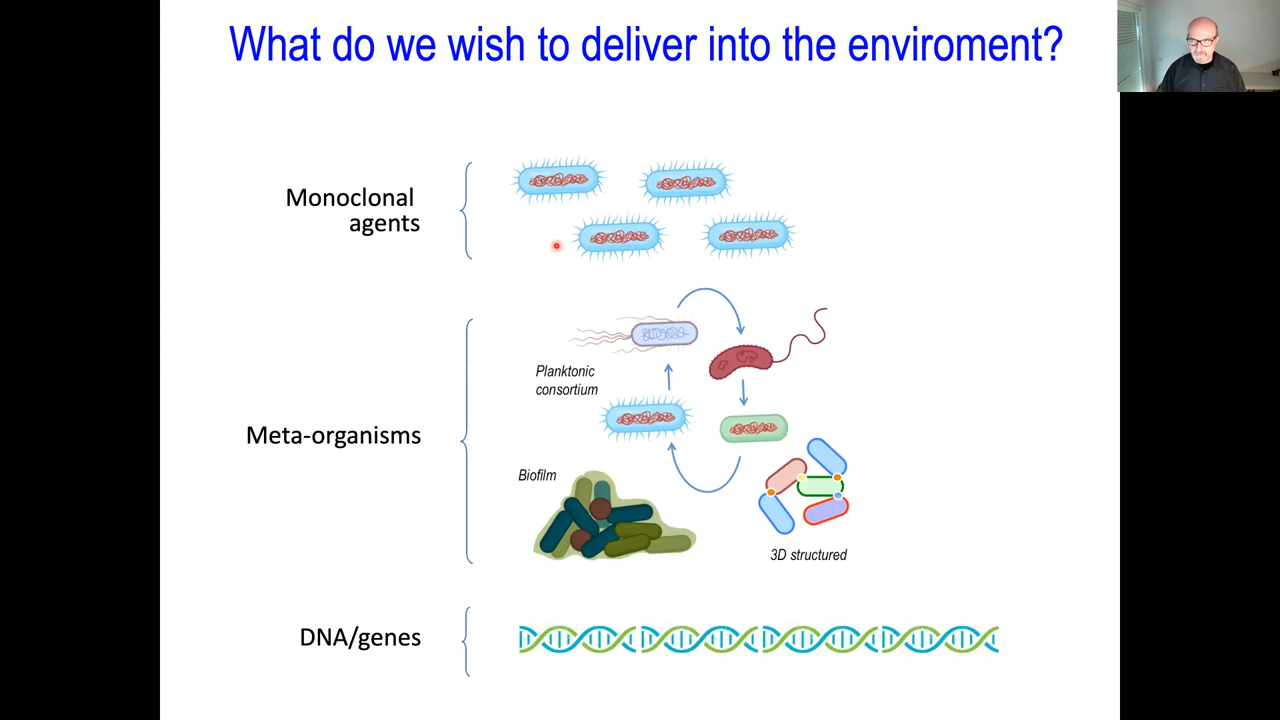 What do we wish to deliver into the enviroment?
Monoclonal
agents
Planktonic
consortium
Meta-organisms
Biofilm
3D structured
DNA/genes